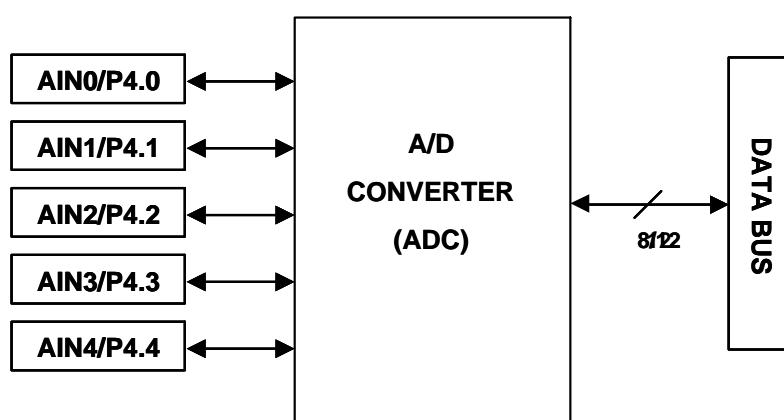 AIN0/P4.0
AIN1/P4.1
AIN2/P4.2
AIN3/P4.3
AIN4/P4.4
A/D
CONVERTER
(ADC)
8/12
DATA BUS